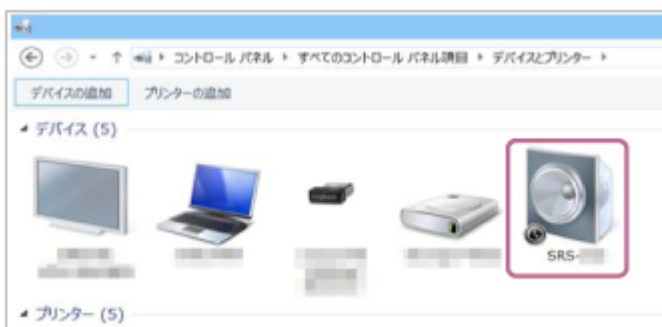 コントロール パネル ▸ すべてのコントロール パネル項目 ▸ デバイスとプリンター ▸
デバイスの追加 プリンターの追加
デバイス (5)
SRS-
プリンター (5)